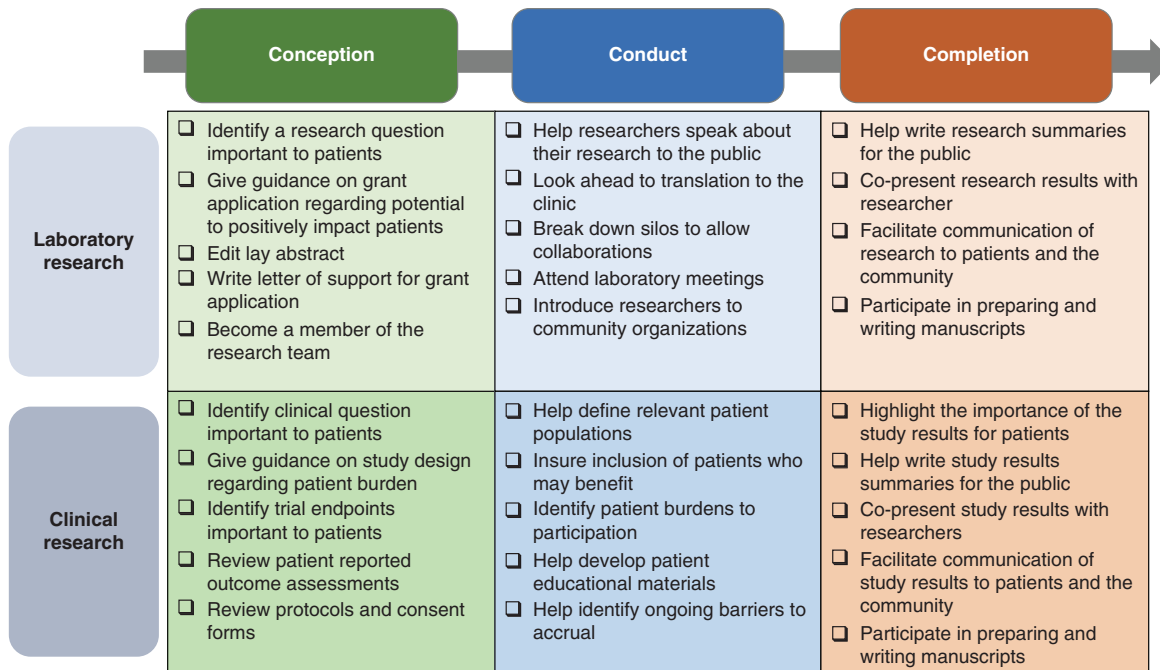 Conception
Conduct
Completion
Laboratory
research
Identify a research question
important to patients
Give guidance on grant
application regarding potential
to positively impact patients
Edit lay abstract
Write letter of support for grant
application
Become a member of the
research team
Help researchers speak about
their research to the public
Look ahead to translation to the
clinic
Break down silos to allow
collaborations
Attend laboratory meetings
Introduce researchers to
community organizations
Help write research summaries
for the public
Co-present research results with
researcher
Facilitate communication of
research to patients and the
community
Participate in preparing and
writing manuscripts
Clinical
research
Identify clinical question
important to patients
Give guidance on study design
regarding patient burden
Identify trial endpoints
important to patients
Review patient reported
outcome assessments
Review protocols and consent
forms
Help define relevant patient
populations
Insure inclusion of patients who
may benefit
Identify patient burdens to
participation
Help develop patient
educational materials
Help identify ongoing barriers to
accrual
Highlight the importance of the
study results for patients
Help write study results
summaries for the public
Co-present study results with
researchers
Facilitate communication of
study results to patients and the
community
Participate in preparing and
writing manuscripts